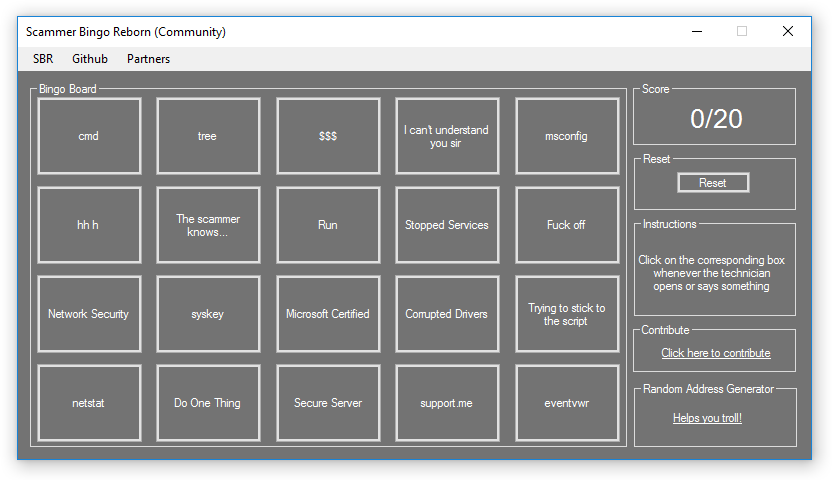 Scammer Bingo Reborn (Community)
SBR Github Partners
Bingo Board
cmd
tree
$$$
I can't understand
you sir
msconfig
hh h
The scammer
knows...
Run
Stopped Services
Fuck off
Network Security
syskey
Microsoft Certified
Corrupted Drivers
Trying to stick to
the script
netstat
Do One Thing
Secure Server
support.me
eventvwr
Score
0/20
Reset
Reset
Instructions
Click on the corresponding box
whenever the technician
opens or says something
Contribute
Click here to contribute
Random Address Generator
Helps you troll!